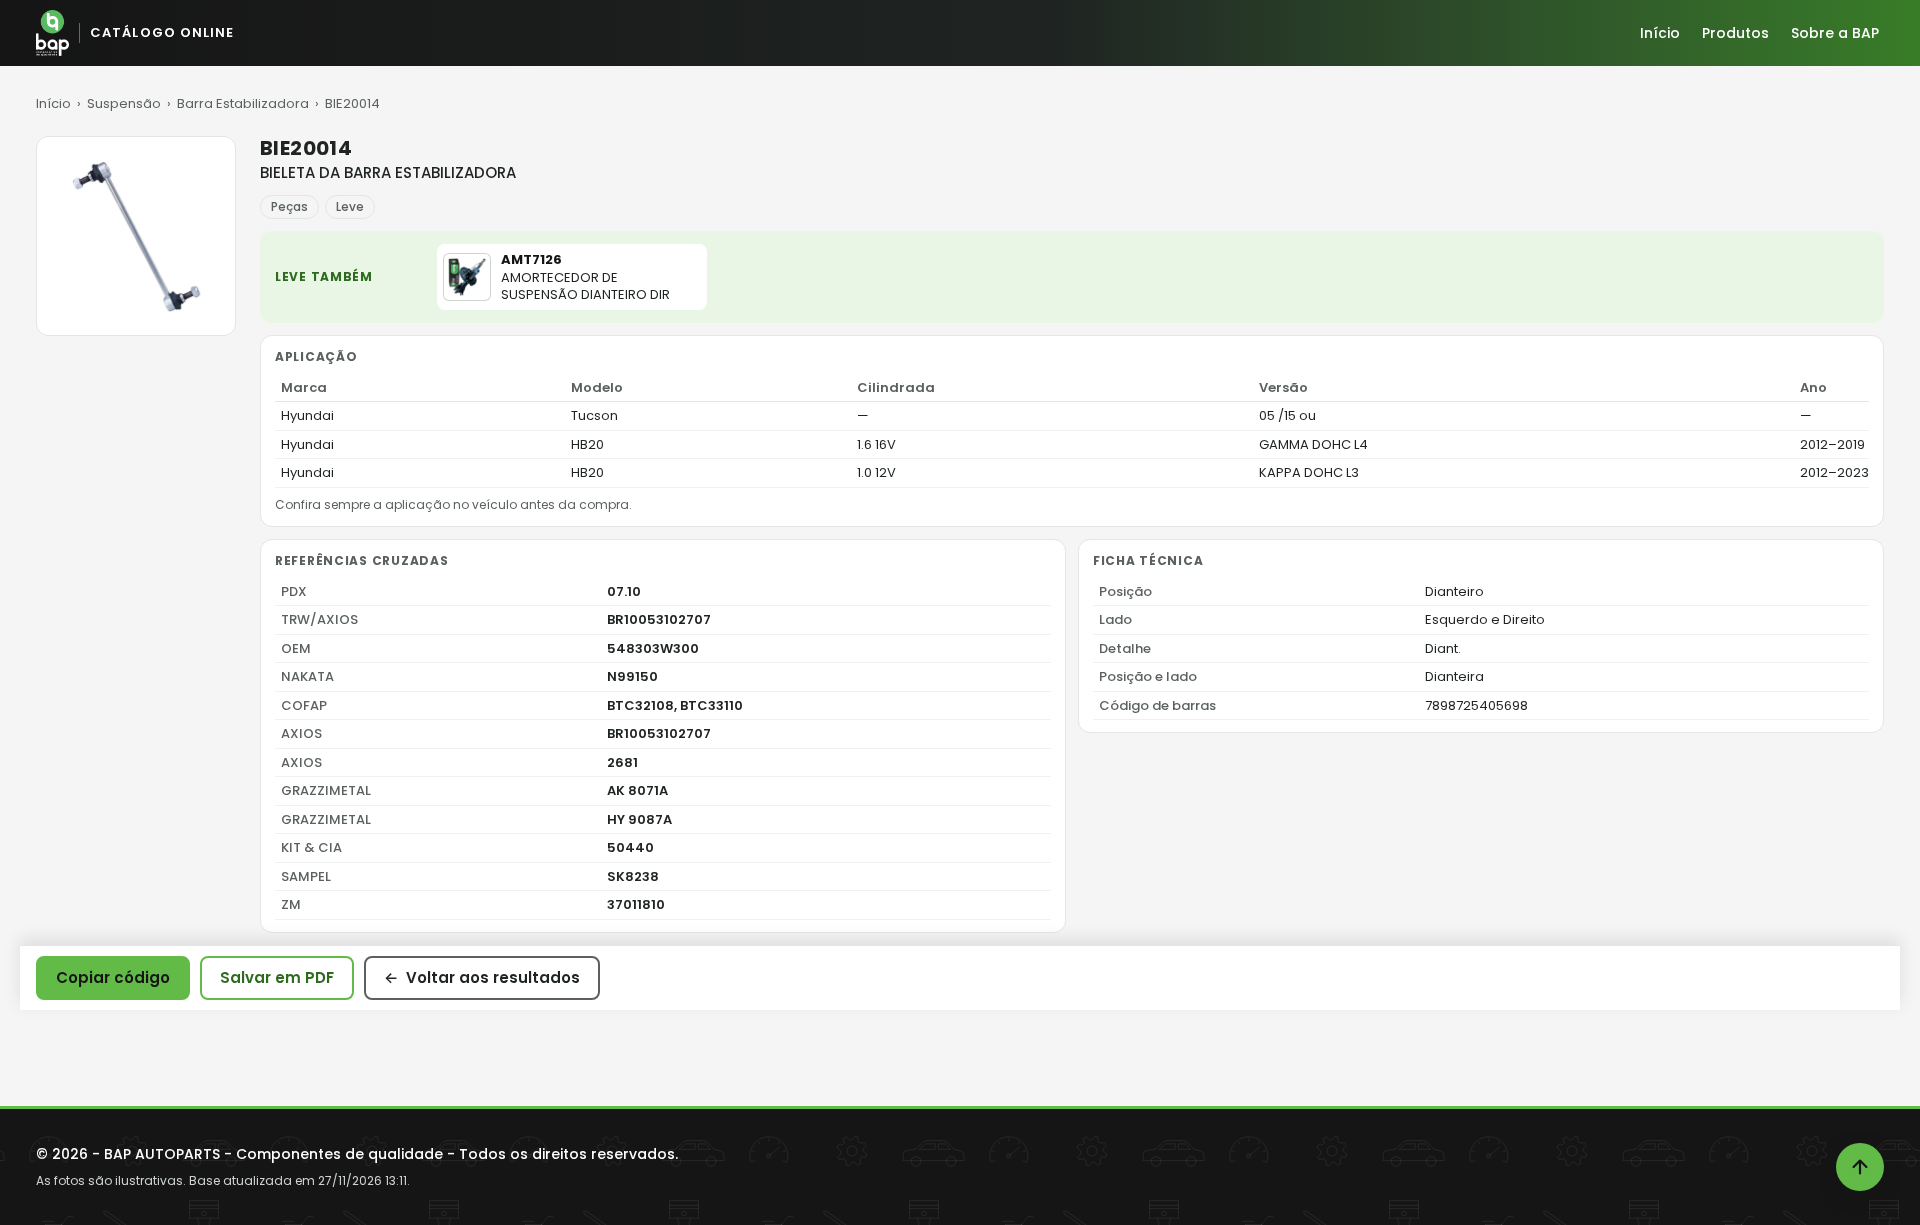 bap
CATÁLOGO ONLINE
Início
Produtos
Sobre a BAP
Início › Suspensão › Barra Estabilizadora › BIE20014
BIE20014
BIELETA DA BARRA ESTABILIZADORA
Peças
Leve
LEVE TAMBÉM
AMT7126
AMORTECEDOR DE
SUSPENSÃO DIANTEIRO DIR
APLICAÇÃO
Marca Modelo Cilindrada Versão Ano
Hyundai Tucson — 05 /15 ou —
Hyundai HB20 1.6 16V GAMMA DOHC L4 2012–2019
Hyundai HB20 1.0 12V KAPPA DOHC L3 2012–2023
Confira sempre a aplicação no veículo antes da compra.
REFERÊNCIAS CRUZADAS
PDX 07.10
TRW/AXIOS BR10053102707
OEM 548303W300
NAKATA N99150
COFAP BTC32108, BTC33110
AXIOS BR10053102707
AXIOS 2681
GRAZZIMETAL AK 8071A
GRAZZIMETAL HY 9087A
KIT & CIA 50440
SAMPEL SK8238
ZM 37011810
FICHA TÉCNICA
Posição Dianteiro
Lado Esquerdo e Direito
Detalhe Diant.
Posição e lado Dianteira
Código de barras 7898725405698
Copiar código
Salvar em PDF
← Voltar aos resultados
© 2026 - BAP AUTOPARTS - Componentes de qualidade - Todos os direitos reservados.
As fotos são ilustrativas. Base atualizada em 27/11/2026 13:11.